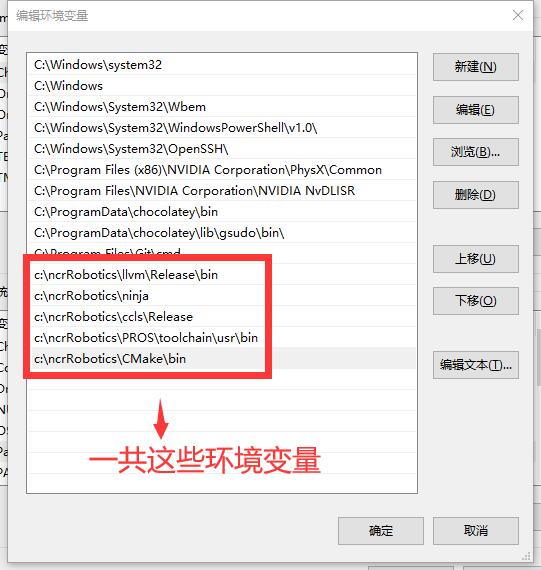 编辑环境变量
C:\Windows\system32
C:\Windows
C:\Windows\System32\Wbem
C:\Windows\System32\WindowsPowerShell\v1.0\
C:\Windows\System32\OpenSSH\
C:\Program Files (x86)\NVIDIA Corporation\PhysX\Common
C:\Program Files\NVIDIA Corporation\NVIDIA NvDLISR
C:\ProgramData\chocolatey\bin
C:\ProgramData\chocolatey\lib\gsudo\bin\
C:\Program Files\Git\cmd
c:\ncrRobotics\llvm\Release\bin
c:\ncrRobotics\ninja
c:\ncrRobotics\ccls\Release
c:\ncrRobotics\PROS\toolchain\usr\bin
c:\ncrRobotics\CMake\bin
一共这些环境变量
新建(N)
编辑(E)
浏览(B)...
删除(D)
上移(U)
下移(O)
编辑文本(T)...
确定
取消